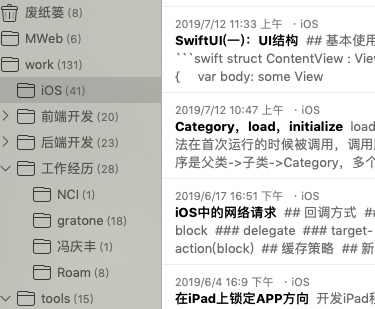 废纸篓 (8)
MWeb (6)
work (131)
iOS (41)
前端开发 (20)
后端开发 (23)
工作经历 (28)
NCI (1)
gratone (18)
冯庆丰 (1)
Roam (8)
tools (15)
2019/7/12 11:33 上午 · iOS
SwiftUI(一)：UI结构 ## 基本使用
```swift struct ContentView : View
{ var body: some View
2019/7/12 10:47 上午 · iOS
Category，load，initialize load
法在首次运行的时候被调用，调用
序是父类->子类->Category，多个
2019/6/17 16:51 下午 · iOS
iOS中的网络请求 ## 回调方式 ##
block ### delegate ### target-
action(block) ## 缓存策略 ## 新
2019/6/4 16:9 下午 · iOS
在iPad上锁定APP方向 开发iPad程